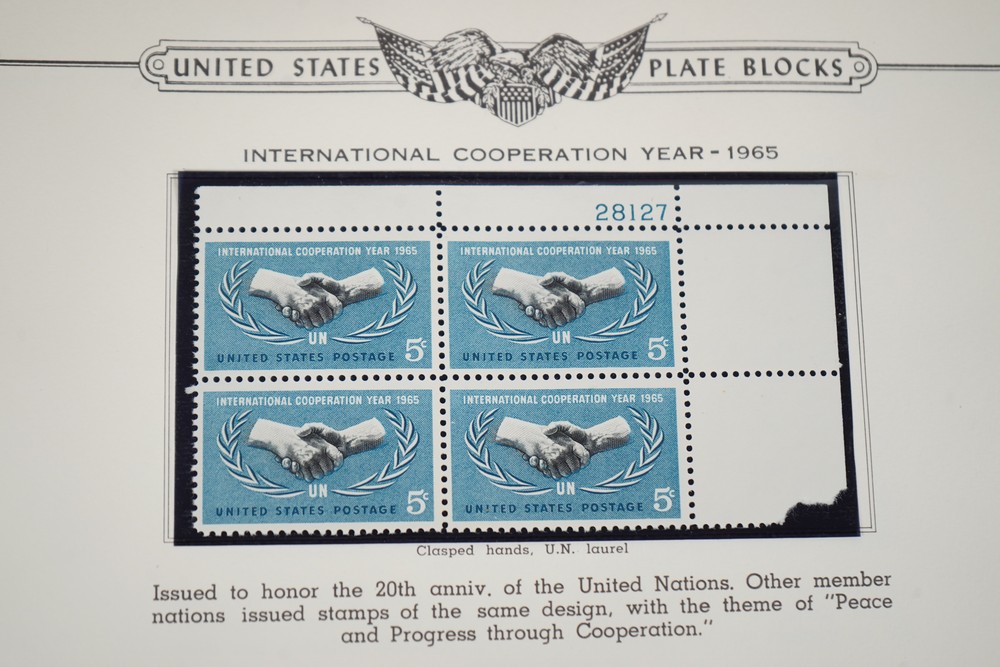 UNITED STATES PLATE BLOCKS
INTERNATIONAL COOPERATION YEAR - 1965
28127
INTERNATIONAL COOPERATION YEAR 1965
UN
UNITED STATES POSTAGE 5c
INTERNATIONAL COOPERATION YEAR 1965
UN
UNITED STATES POSTAGE 5c
INTERNATIONAL COOPERATION YEAR 1965
UN
UNITED STATES POSTAGE 5c
INTERNATIONAL COOPERATION YEAR 1965
UN
UNITED STATES POSTAGE 5c
Clasped hands, U.N. laurel
Issued to honor the 20th anniv. of the United Nations. Other member
nations issued stamps of the same design, with the theme of "Peace
and Progress through Cooperation."